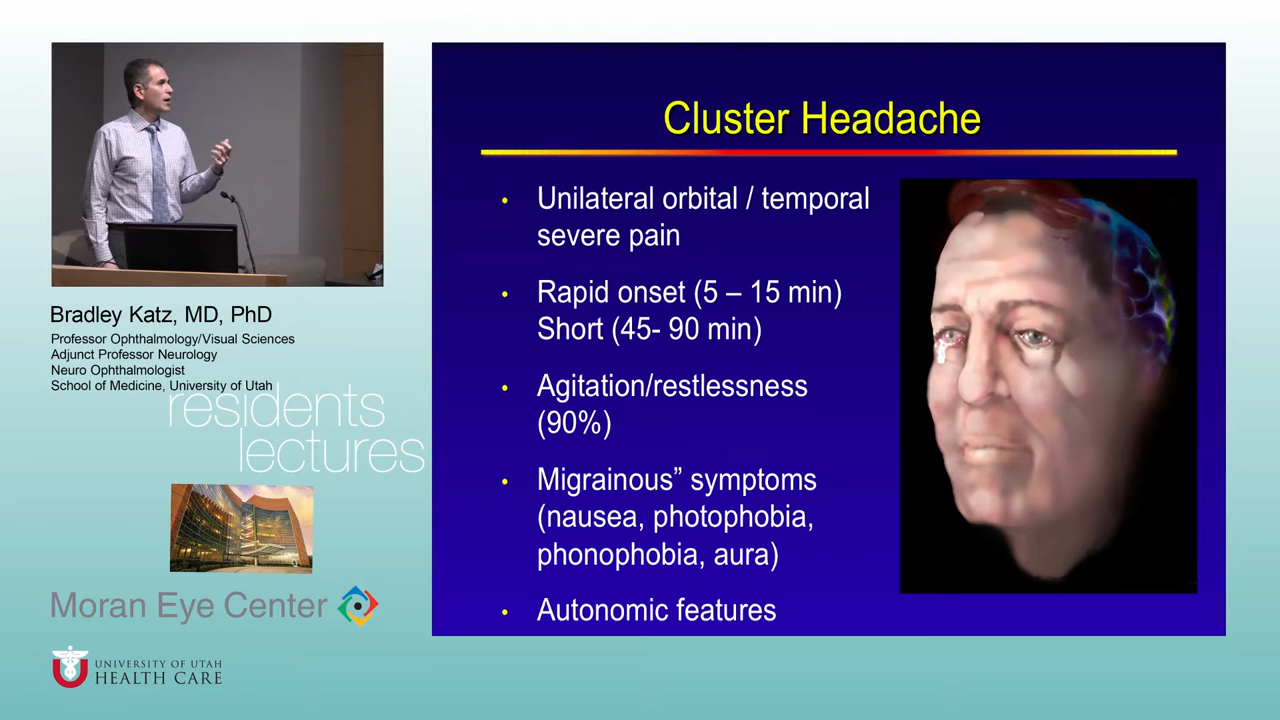 Bradley Katz, MD, PhD
Professor Ophthalmology/Visual Sciences
Adjunct Professor Neurology
Neuro Ophthalmologist
School of Medicine, University of Utah
residents
lectures
Moran Eye Center
UNIVERSITY OF UTAH
HEALTH CARE
Cluster Headache
• Unilateral orbital / temporal
severe pain
• Rapid onset (5 – 15 min)
Short (45- 90 min)
• Agitation/restlessness
(90%)
• Migrainous” symptoms
(nausea, photophobia,
phonophobia, aura)
• Autonomic features